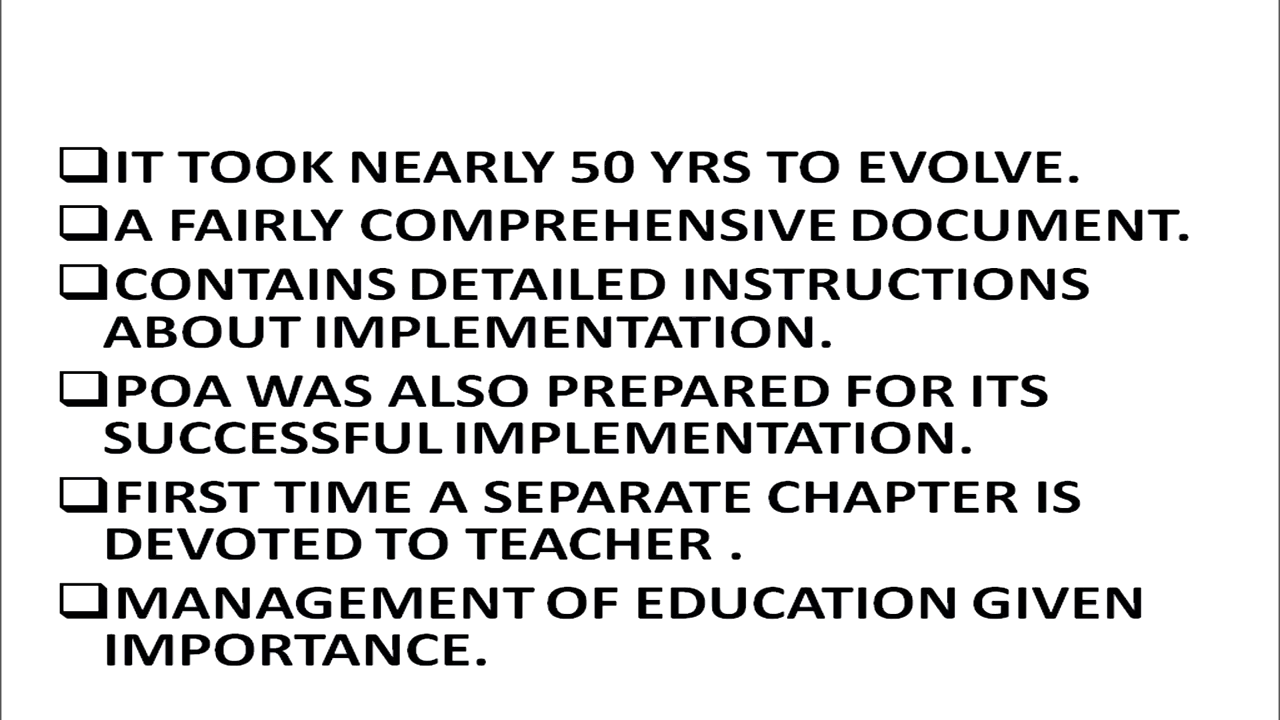 ❑IT TOOK NEARLY 50 YRS TO EVOLVE.
❑A FAIRLY COMPREHENSIVE DOCUMENT.
❑CONTAINS DETAILED INSTRUCTIONS
ABOUT IMPLEMENTATION.
❑POA WAS ALSO PREPARED FOR ITS
SUCCESSFUL IMPLEMENTATION.
❑FIRST TIME A SEPARATE CHAPTER IS
DEVOTED TO TEACHER .
❑MANAGEMENT OF EDUCATION GIVEN
IMPORTANCE.